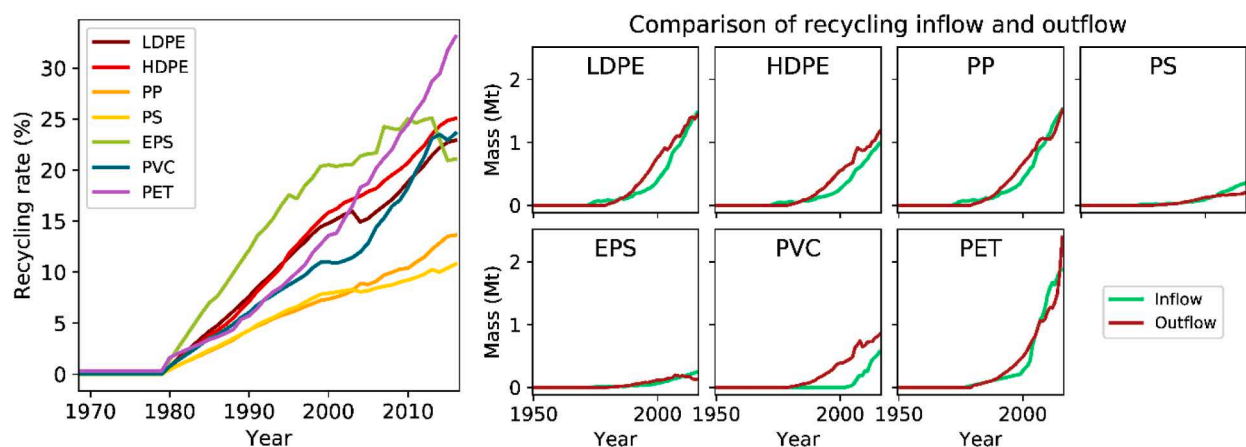 LDPE
HDPE
PP
PS
EPS
PVC
PET
Recycling rate (%)
30
25
20
15
10
5
0
1970 1980 1990 2000 2010
Year
Comparison of recycling inflow and outflow
LDPE HDPE PP PS
Mass (Mt)
2
1
0
EPS PVC PET
Mass (Mt)
2
1
0
Inflow
Outflow
1950 2000 1950 2000 1950 2000
Year Year Year